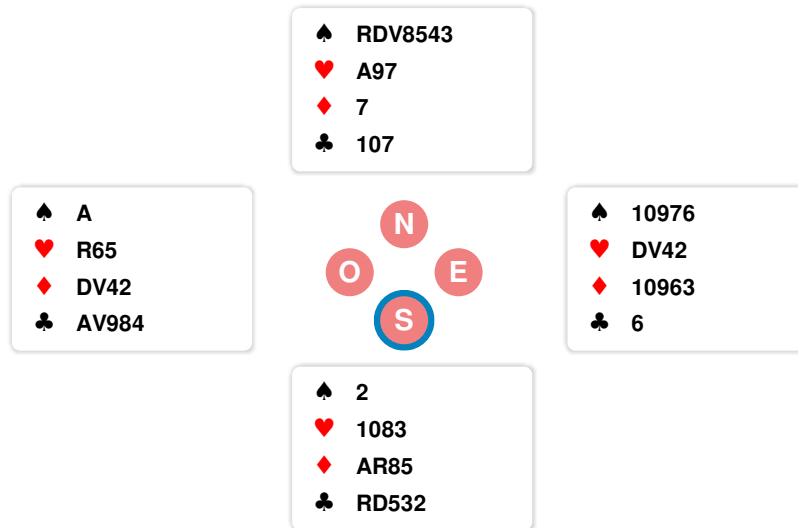 ♠ RDV8543
♥ A97
♦ 7
♣ 107
♠ A
♥ R65
♦ DV42
♣ AV984
N
O E
S
♠ 10976
♥ DV42
♦ 10963
♣ 6
♠ 2
♥ 1083
♦ AR85
♣ RD532